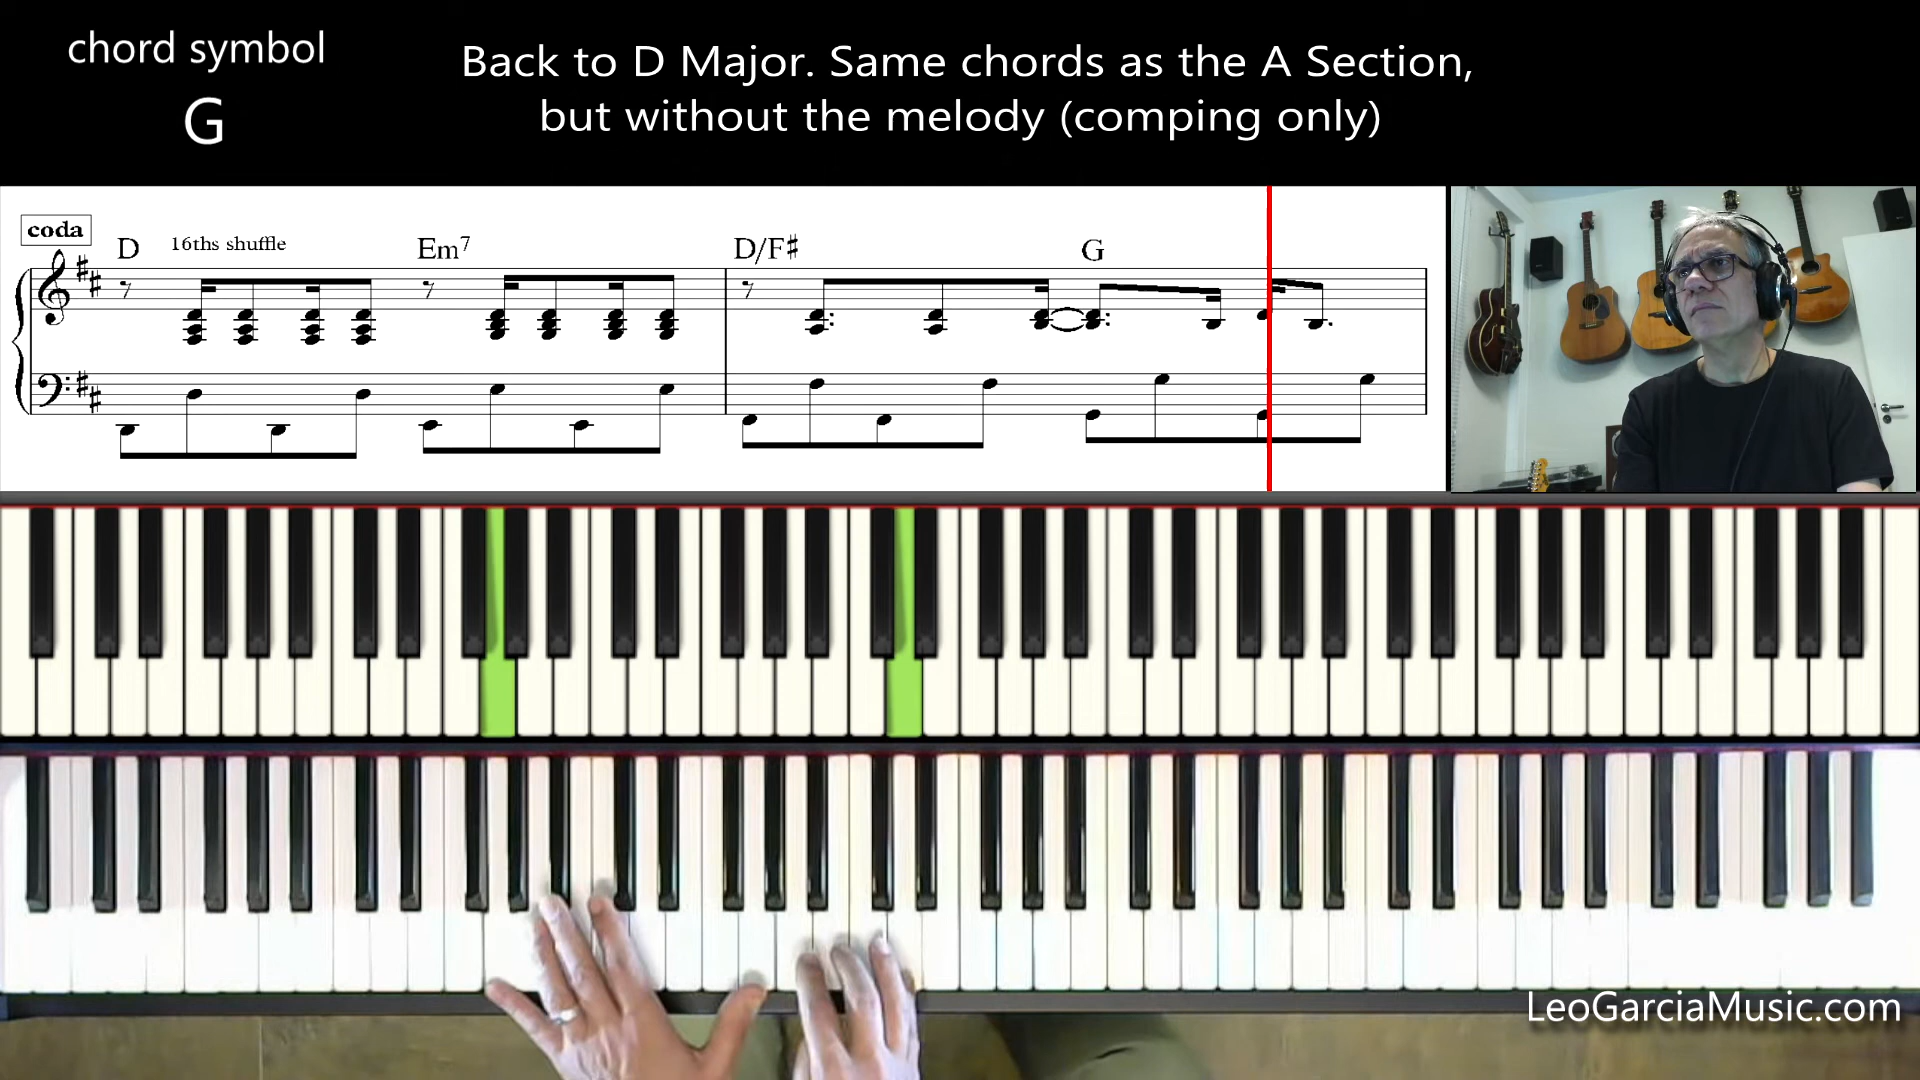 chord symbol
G
Back to D Major. Same chords as the A Section,
but without the melody (comping only)
coda
D 16ths shuffle Em7 D/F♯ G
LeoGarciaMusic.com